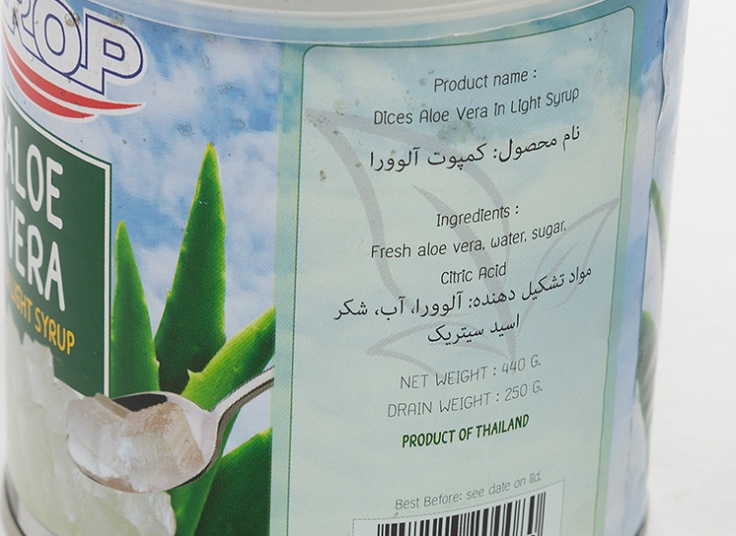 ROP
ALOE
VERA
LIGHT SYRUP
Product name :
Dices Aloe Vera In Light Syrup
نام محصول: کمپوت آلوورا
Ingredients :
Fresh aloe vera, water, sugar,
Citric Acid
مواد تشکیل دهنده: آلوورا، آب، شکر
اسید سیتریک
NET WEIGHT : 440 G.
DRAIN WEIGHT : 250 G.
PRODUCT OF THAILAND
Best Before: see date on lid.